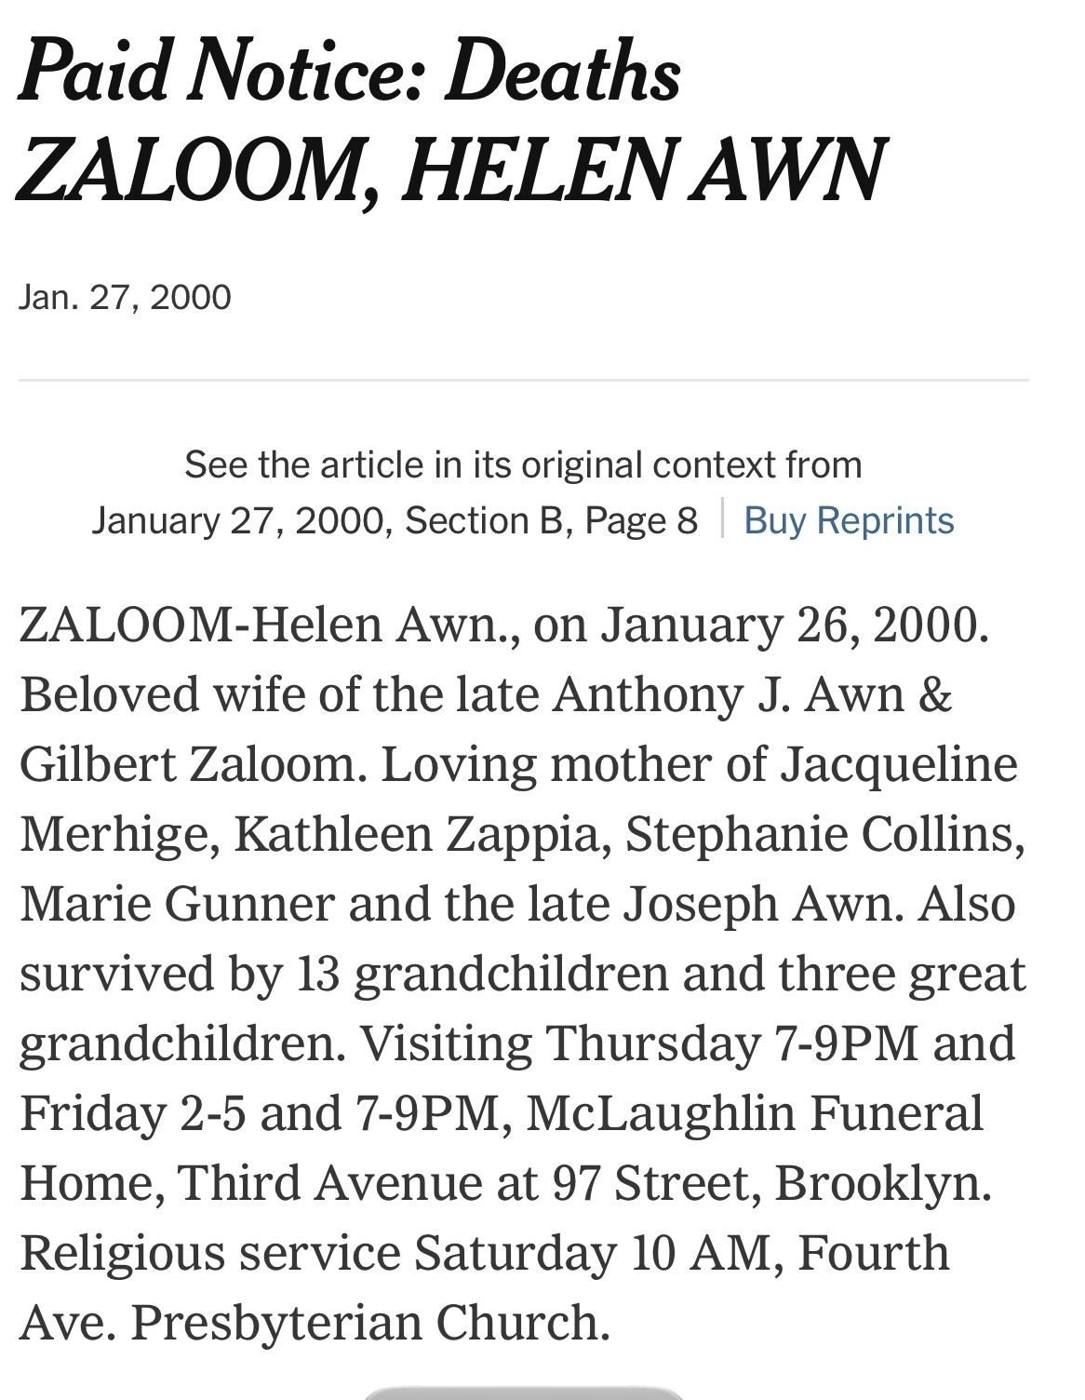 Paid Notice: Deaths
ZALOOM, HELEN AWN
Jan. 27, 2000
See the article in its original context from
January 27, 2000, Section B, Page 8 | Buy Reprints
ZALOOM-Helen Awn., on January 26, 2000.
Beloved wife of the late Anthony J. Awn &
Gilbert Zaloom. Loving mother of Jacqueline
Merhige, Kathleen Zappia, Stephanie Collins,
Marie Gunner and the late Joseph Awn. Also
survived by 13 grandchildren and three great
grandchildren. Visiting Thursday 7-9PM and
Friday 2-5 and 7-9PM, McLaughlin Funeral
Home, Third Avenue at 97 Street, Brooklyn.
Religious service Saturday 10 AM, Fourth
Ave. Presbyterian Church.